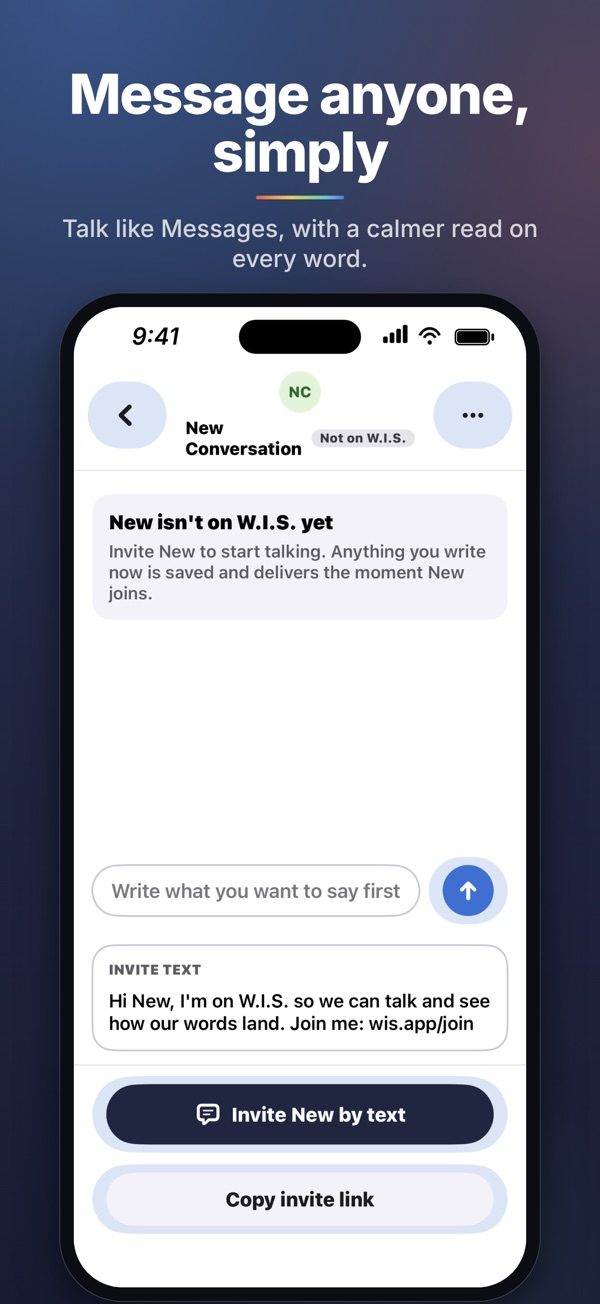 Message anyone,
simply
Talk like Messages, with a calmer read on
every word.
9:41
NC
New
Conversation
Not on W.I.S.
New isn't on W.I.S. yet
Invite New to start talking. Anything you write
now is saved and delivers the moment New
joins.
Write what you want to say first
INVITE TEXT
Hi New, I'm on W.I.S. so we can talk and see
how our words land. Join me: wis.app/join
Invite New by text
Copy invite link